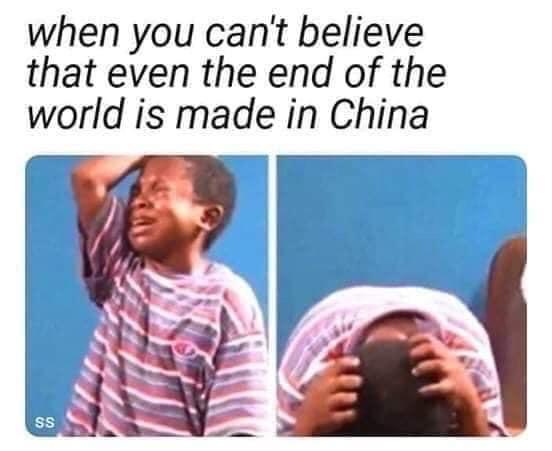 when you can't believe
that even the end of the
world is made in China
ss